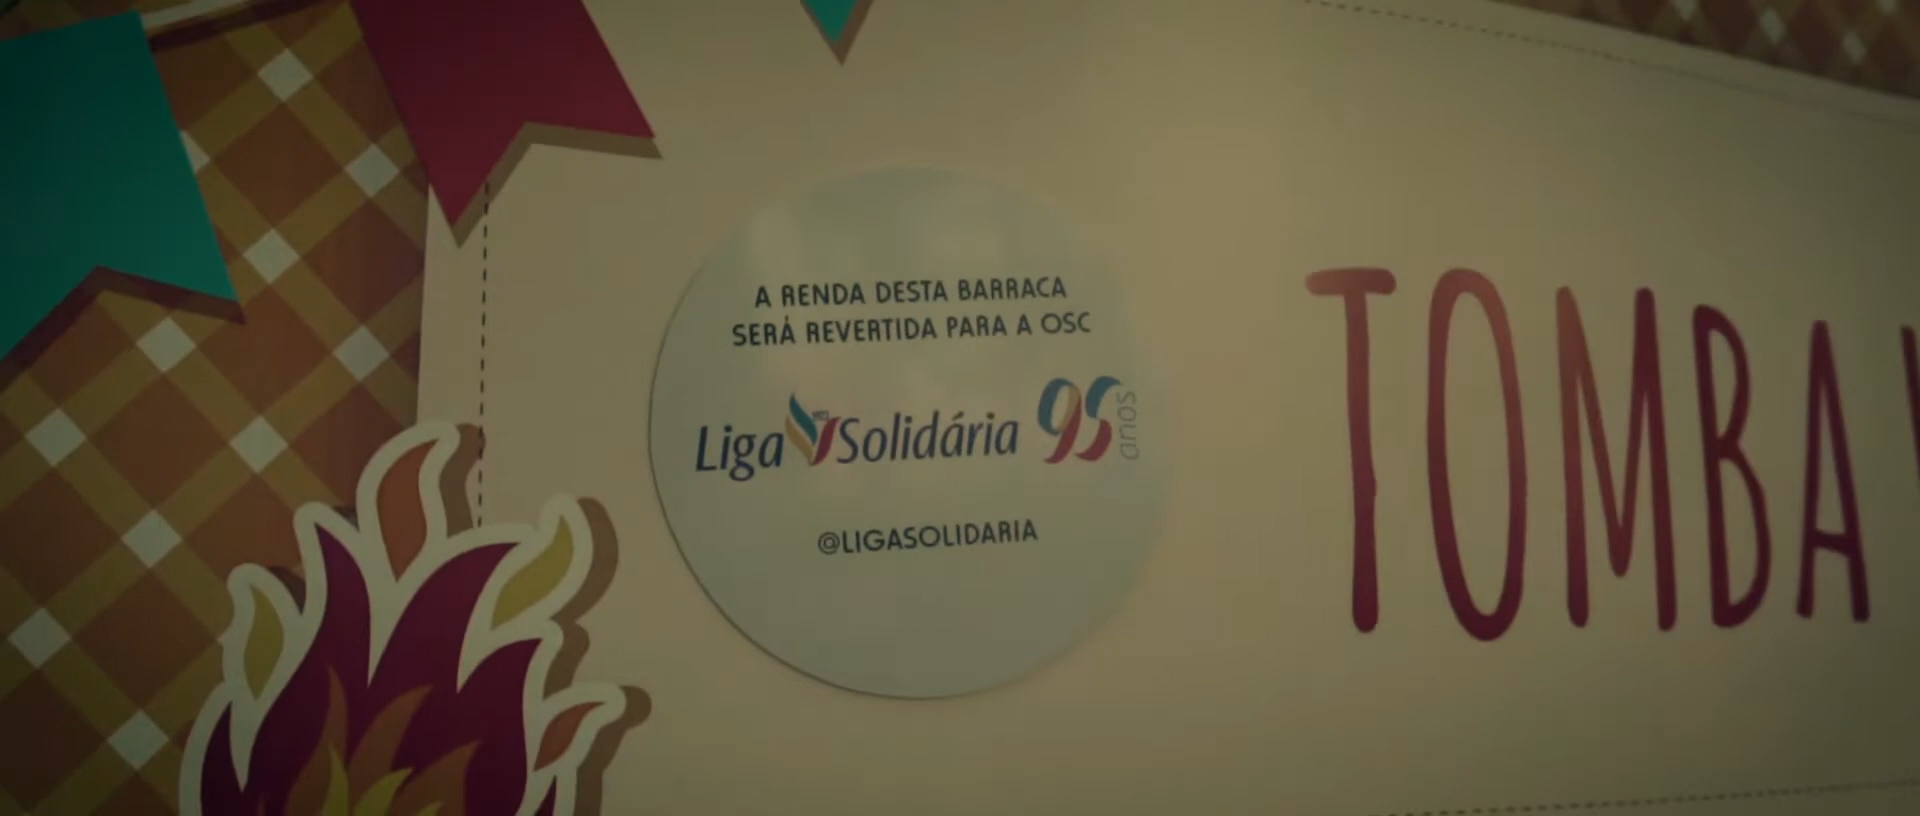 A RENDA DESTA BARRACA
SERÁ REVERTIDA PARA A OSC
Liga Solidária 95 anos
@LIGASOLIDARIA
TOMBA